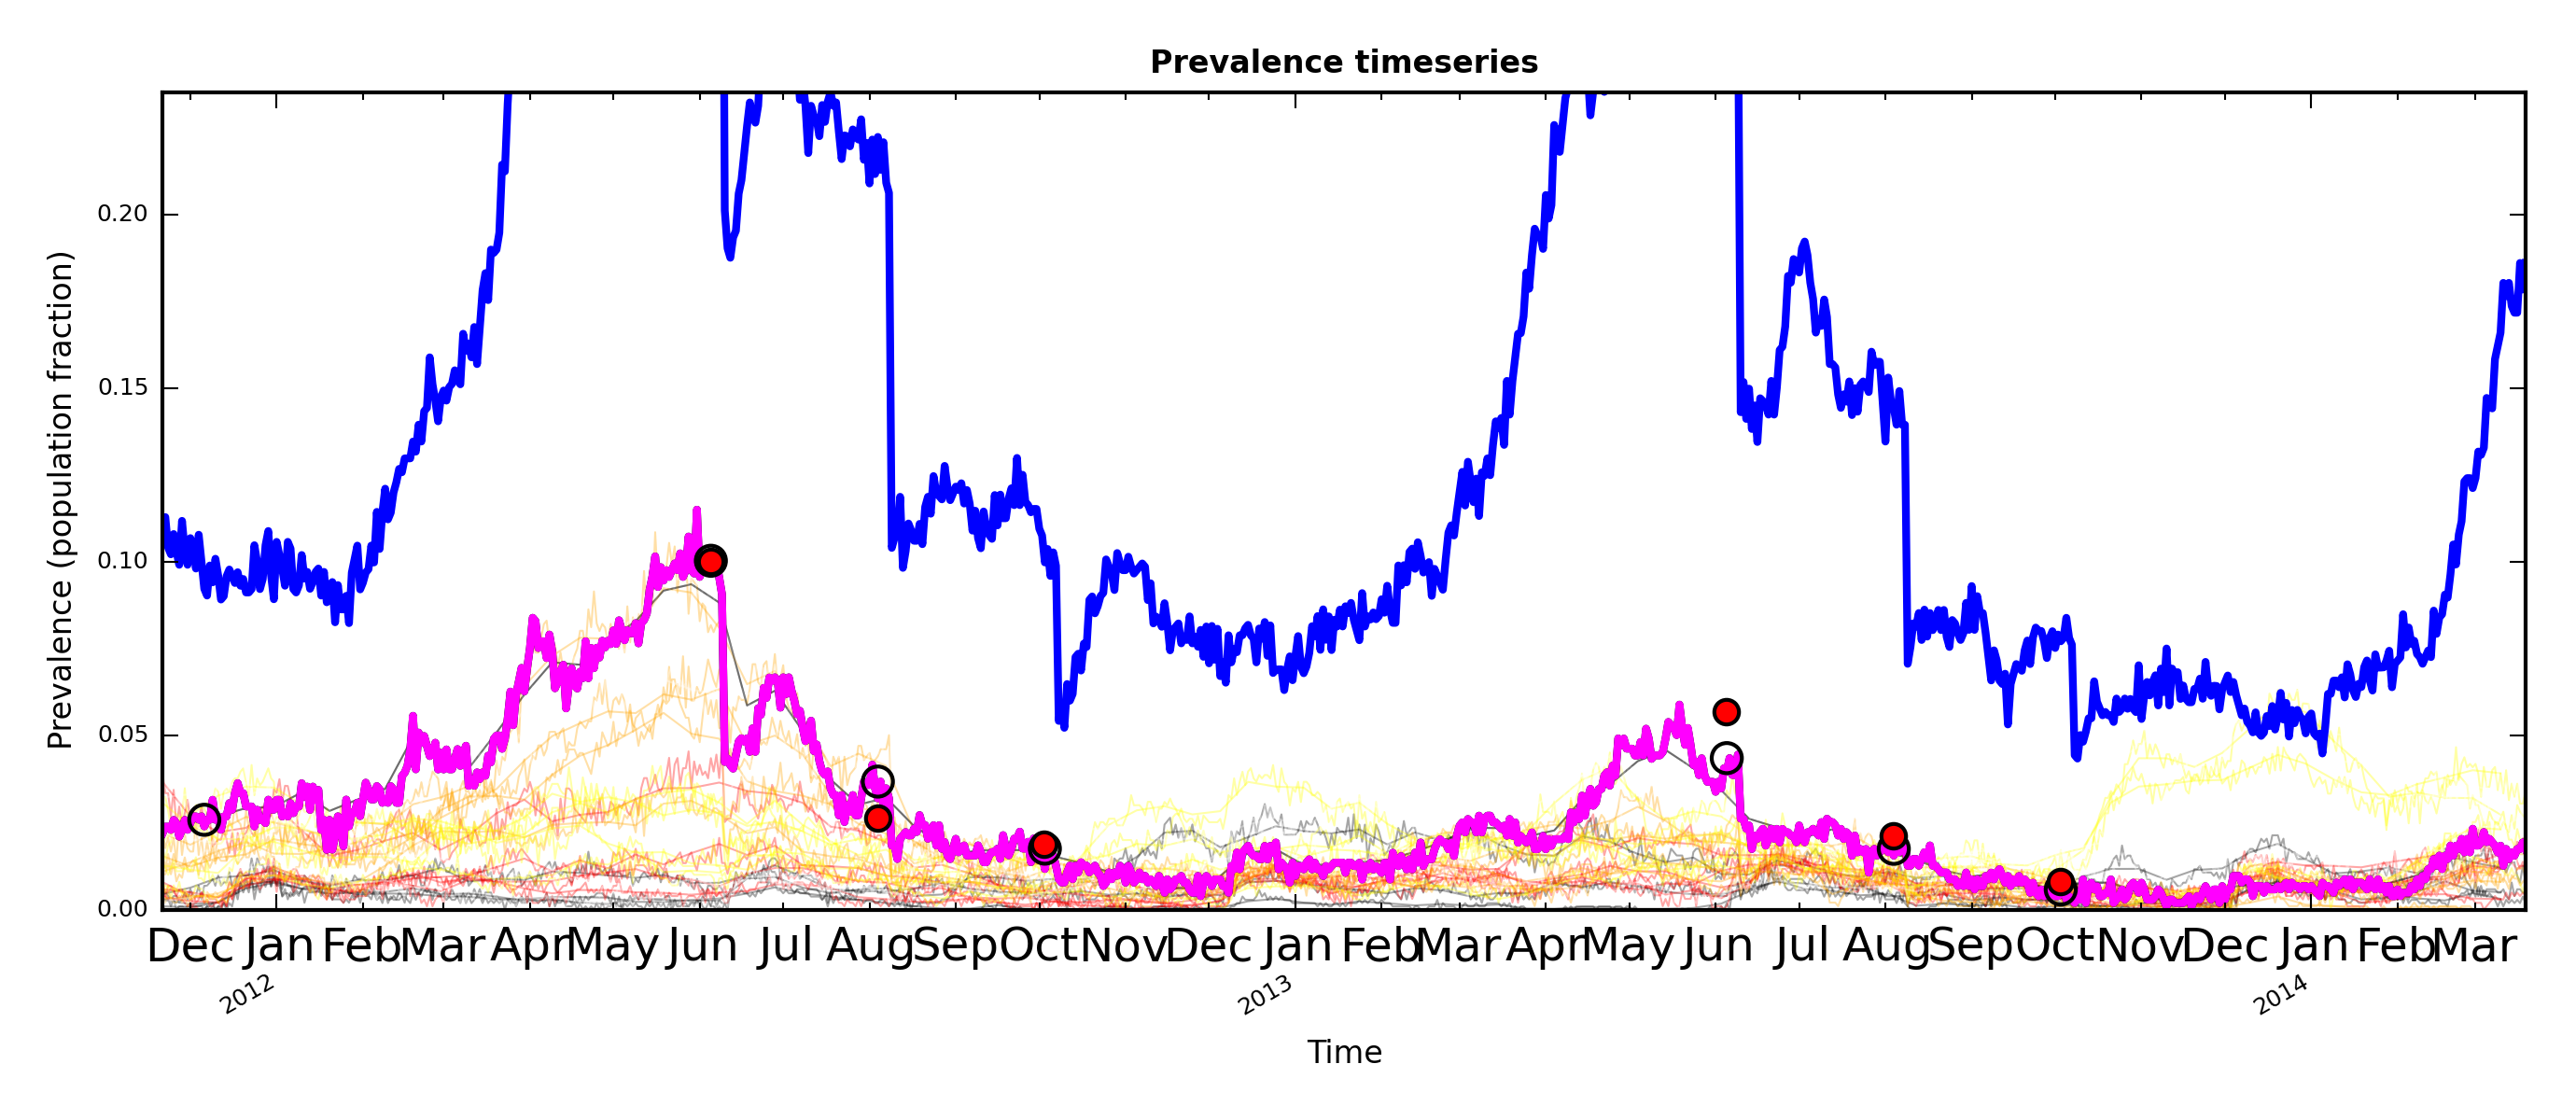 Prevalence timeseries
Prevalence (population fraction)
0.20
0.15
0.10
0.05
0.00
Dec Jan Feb Mar Apr May Jun Jul Aug Sep Oct Nov Dec Jan Feb Mar Apr May Jun Jul Aug Sep Oct Nov Dec Jan Feb Mar
2012 2013 2014
Time